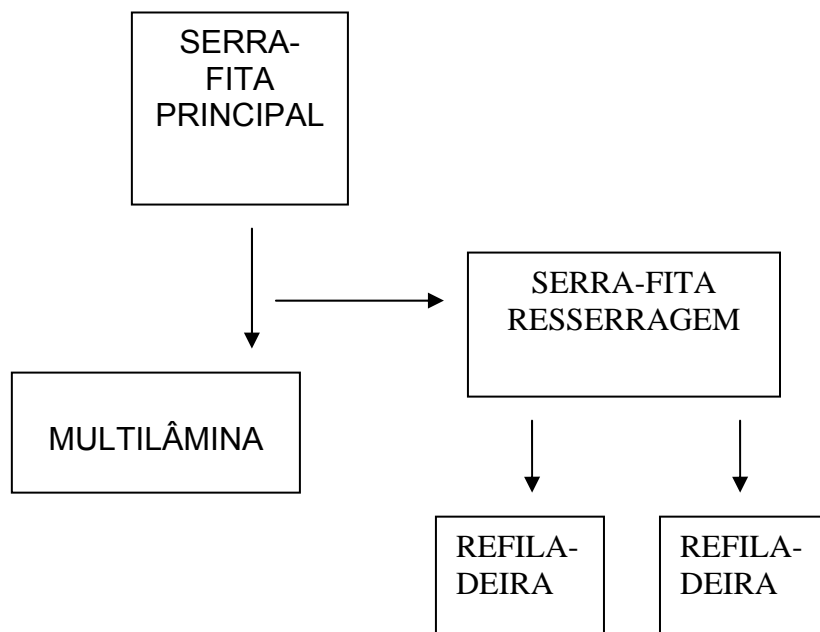 SERRA-
FITA
PRINCIPAL
SERRA-FITA
RESSERRAGEM
MULTILÂMINA
REFILA-
DEIRA
REFILA-
DEIRA